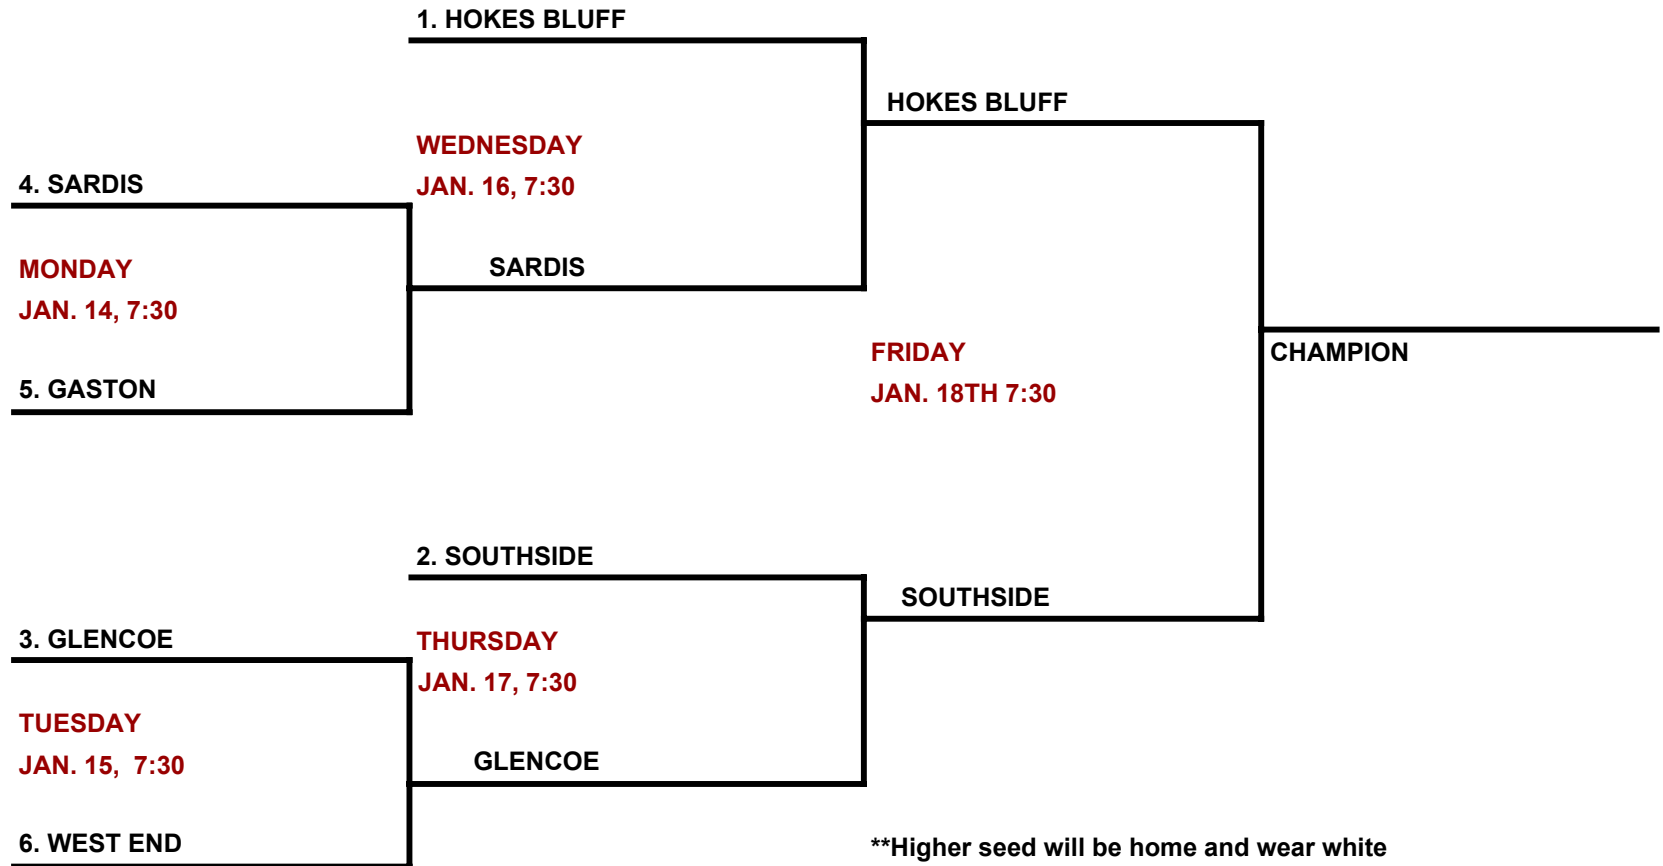 1. HOKES BLUFF
HOKES BLUFF
WEDNESDAY
JAN. 16, 7:30
4. SARDIS
SARDIS
MONDAY
JAN. 14, 7:30
FRIDAY
JAN. 18TH 7:30
CHAMPION
5. GASTON
2. SOUTHSIDE
SOUTHSIDE
3. GLENCOE
THURSDAY
JAN. 17, 7:30
TUESDAY
JAN. 15,  7:30
GLENCOE
6. WEST END
**Higher seed will be home and wear white